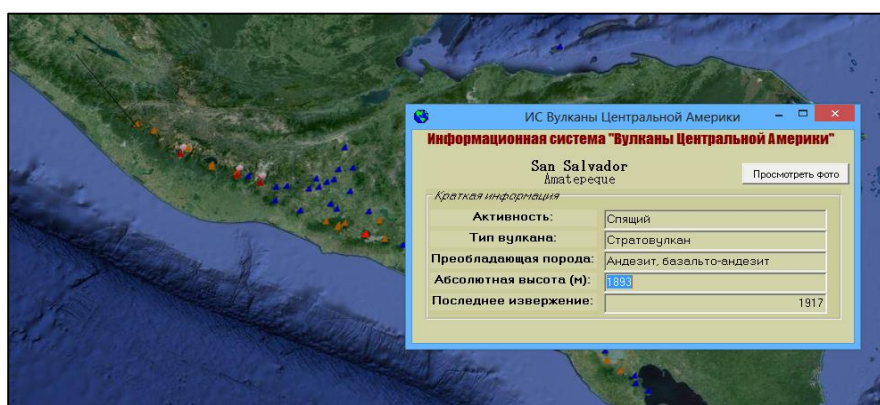 ИС Вулканы Центральной Америки
Информационная система "Вулканы Центральной Америки"
San Salvador
Amatepeque
Просмотреть фото
Краткая информация
Активность: Спящий
Тип вулкана: Стратовулкан
Преобладающая порода: Андезит, базальто-андезит
Абсолютная высота (м): 1893
Последнее извержение: 1917